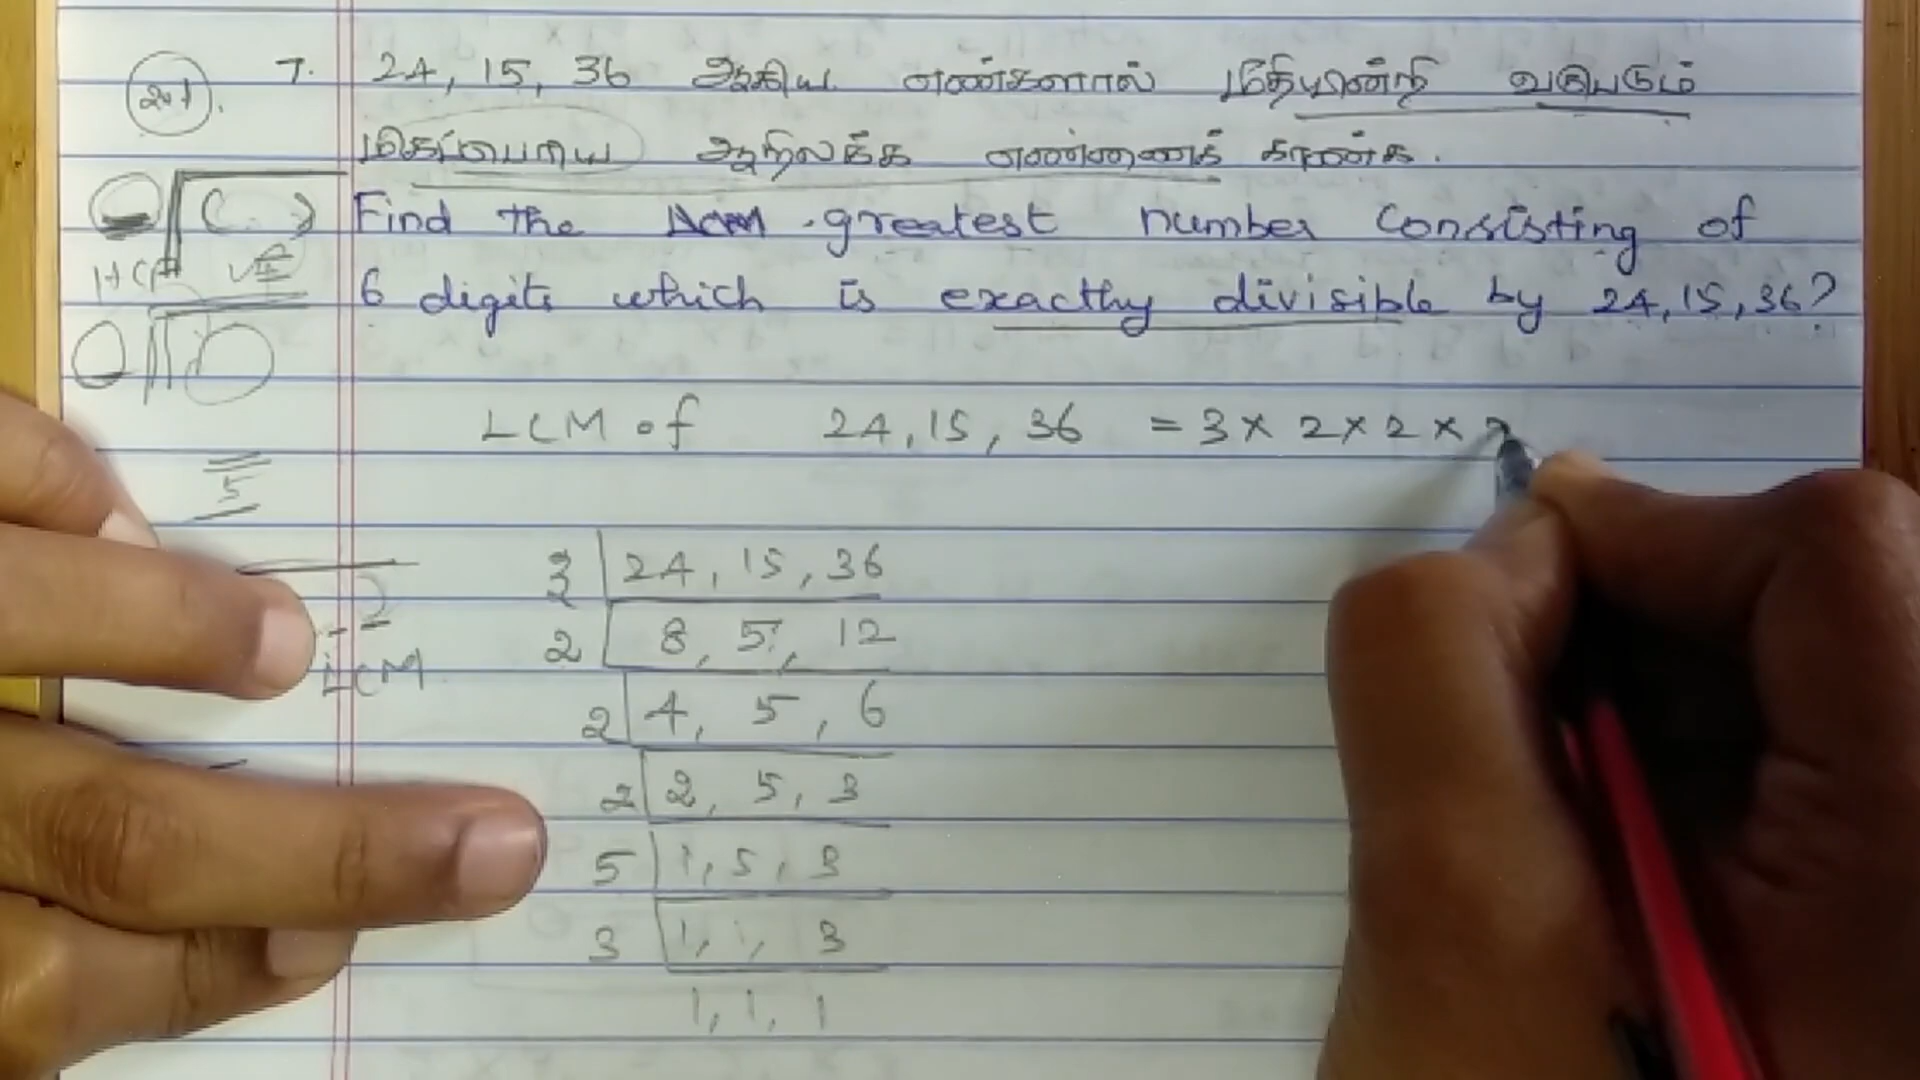 2.1. 7. 24, 15, 36 ஆகிய எண்களால் மீதியின்றி வகுபடும்
மிகப்பெரிய ஆறிலக்க எண்ணைக் காண்க.
Find the greatest number consisting of
6 digits which is exactly divisible by 24, 15, 36?
HCF
LCM of 24, 15, 36 = 3 × 2 × 2 × 2
5
3 | 24, 15, 36
2 | 8, 5, 12
LCM
2 | 4, 5, 6
2 | 2, 5, 3
5 | 1, 5, 3
3 | 1, 1, 3
1, 1, 1